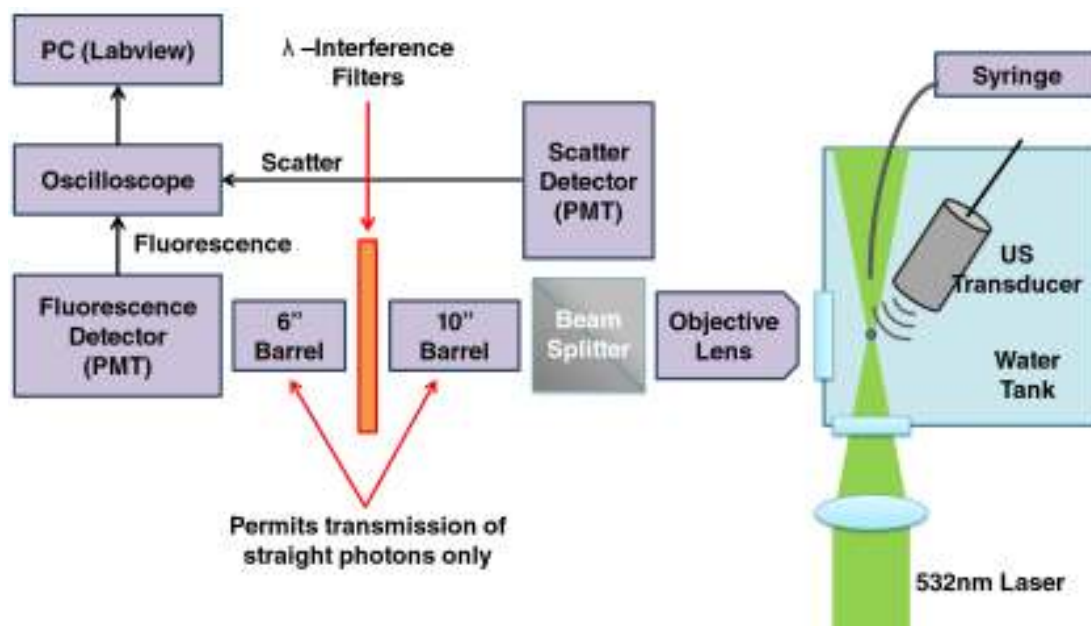 PC (Labview)
λ –Interference
Filters
Syringe
Oscilloscope
Scatter
Scatter
Detector
(PMT)
Fluorescence
US
Transducer
Fluorescence
Detector
(PMT)
6”
Barrel
10”
Barrel
Beam
Splitter
Objective
Lens
Water
Tank
Permits transmission of
straight photons only
532nm Laser